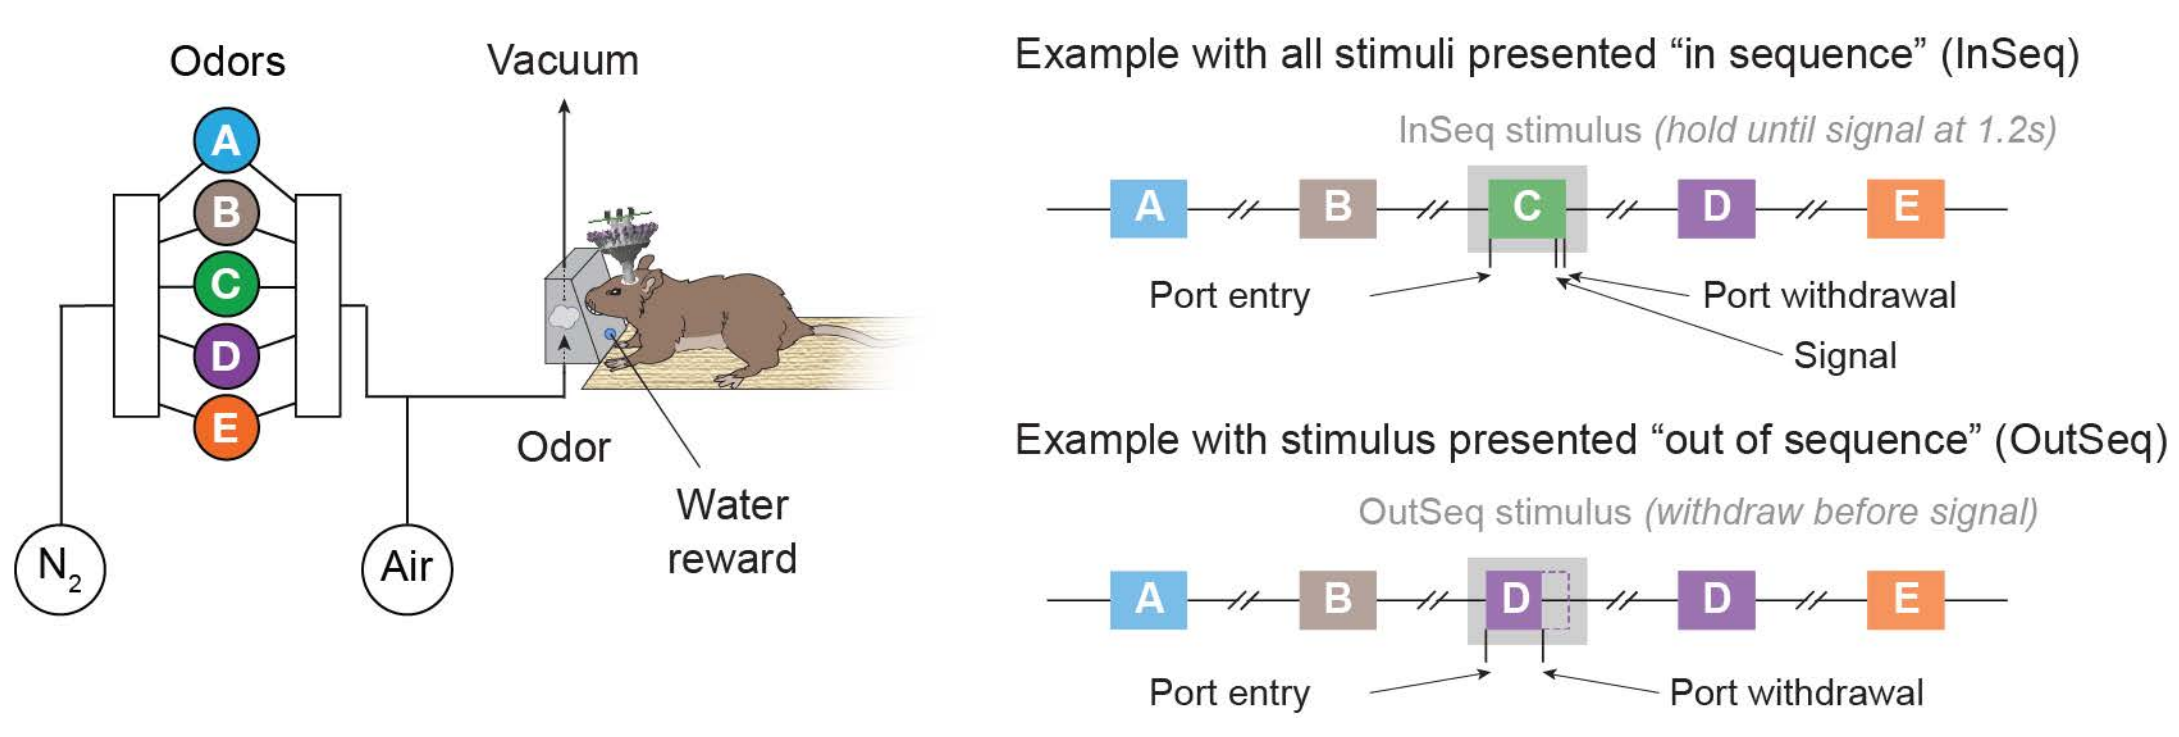 Odors
Vacuum
A
B
C
D
E
N2
Air
Odor
Water
reward
Example with all stimuli presented “in sequence” (InSeq)
InSeq stimulus (hold until signal at 1.2s)
A B C D E
Port entry
Port withdrawal
Signal
Example with stimulus presented “out of sequence” (OutSeq)
OutSeq stimulus (withdraw before signal)
A B D D E
Port entry
Port withdrawal